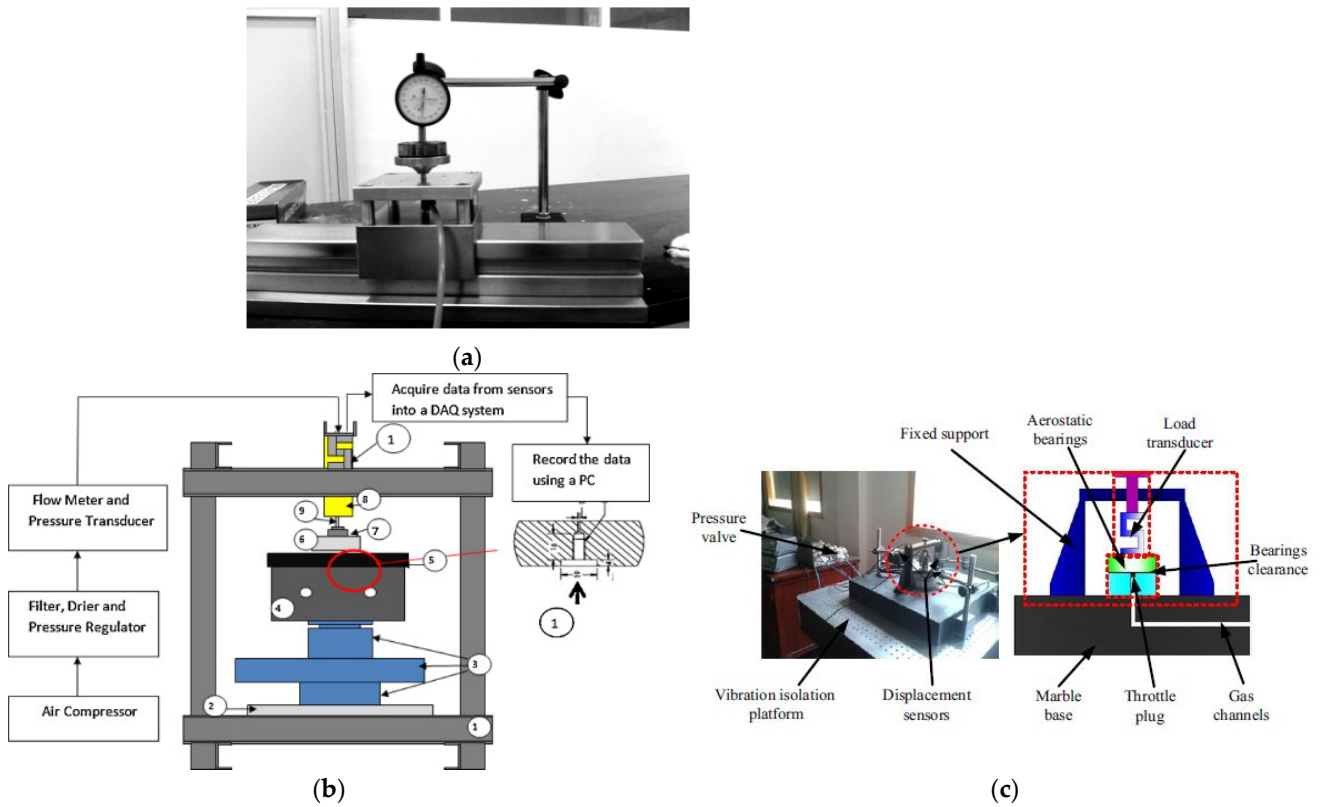 (a)
Acquire data from sensors
into a DAQ system
1
Record the data
using a PC
Flow Meter and
Pressure Transducer
8
9
7
6
5
Filter, Drier and
Pressure Regulator
4
1
3
Air Compressor
2
1
(b)
Fixed support
Aerostatic
bearings
Load
transducer
Pressure
valve
Bearings
clearance
Vibration isolation
platform
Displacement
sensors
Marble
base
Throttle
plug
Gas
channels
(c)